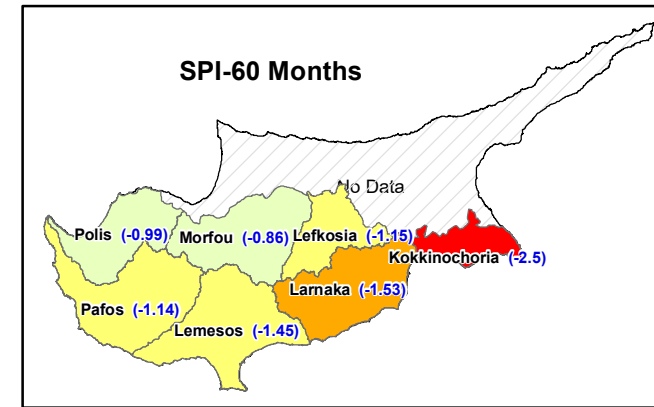 SPI-60 Months
No Data
Polis (-0.99)
Morfou (-0.86)
Lefkosia (-1.15)
Kokkinochoria (-2.5)
Larnaka (-1.53)
Pafos (-1.14)
Lemesos (-1.45)